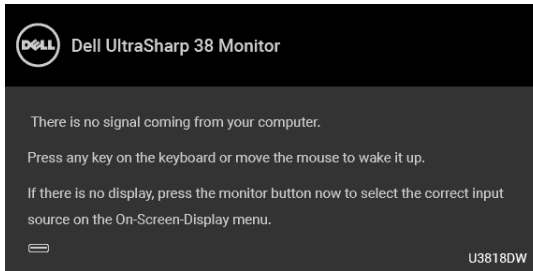 DELL Dell UltraSharp 38 Monitor
There is no signal coming from your computer.
Press any key on the keyboard or move the mouse to wake it up.
If there is no display, press the monitor button now to select the correct input
source on the On-Screen-Display menu.
U3818DW